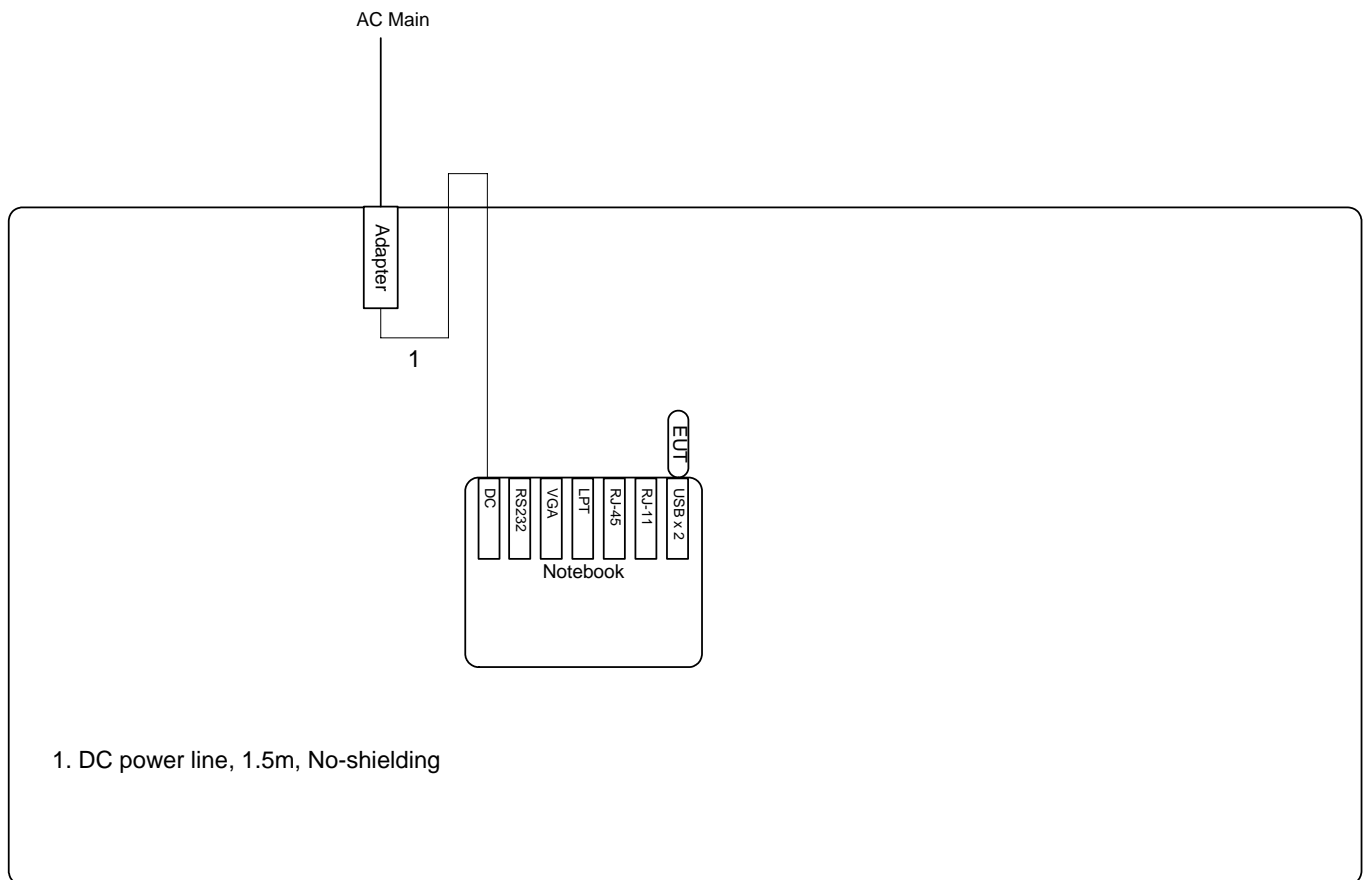 AC Main
Adapter
1
EUT
DC
RS232
VGA
LPT
RJ-45
RJ-11
USB x 2
Notebook
1. DC power line, 1.5m, No-shielding